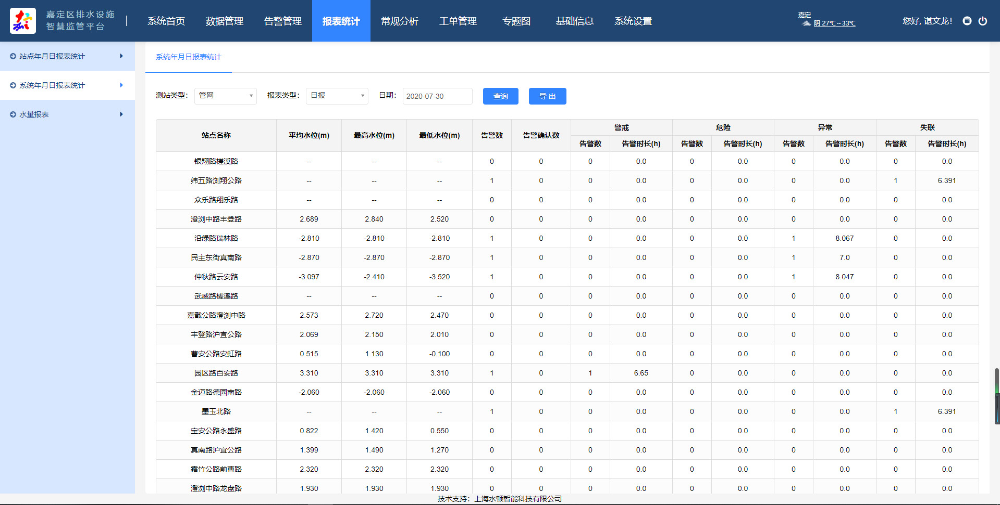 嘉定区排水设施
智慧监管平台
系统首页 数据管理 告警管理 报表统计 常规分析 工单管理 专题图 基础信息 系统设置
嘉定
阴 27℃~33℃
您好, 谌文龙!
站点年月日报表统计
系统年月日报表统计
水量报表
系统年月日报表统计
测站类型: 管网 报表类型: 日报 日期: 2020-07-30 查询 导 出
站点名称 平均水位(m) 最高水位(m) 最低水位(m) 告警数 告警确认数 警戒 危险 异常 失联
告警数 告警时长(h) 告警数 告警时长(h) 告警数 告警时长(h) 告警数 告警时长(h)
银翔路槎溪路 -- -- -- 0 0 0 0.0 0 0.0 0 0.0 0 0.0
纬五路浏翔公路 -- -- -- 1 0 0 0.0 0 0.0 0 0.0 1 6.391
众乐路翔乐路 -- -- -- 0 0 0 0.0 0 0.0 0 0.0 0 0.0
澄浏中路丰登路 2.689 2.840 2.520 0 0 0 0.0 0 0.0 0 0.0 0 0.0
沿绿路瑞林路 -2.810 -2.810 -2.810 1 0 0 0.0 0 0.0 1 8.067 0 0.0
民主东街真南路 -2.870 -2.870 -2.870 1 0 0 0.0 0 0.0 1 7.0 0 0.0
仲秋路云安路 -3.097 -2.410 -3.520 1 0 0 0.0 0 0.0 1 8.047 0 0.0
武威路槎溪路 -- -- -- 0 0 0 0.0 0 0.0 0 0.0 0 0.0
嘉戬公路澄浏中路 2.573 2.720 2.470 0 0 0 0.0 0 0.0 0 0.0 0 0.0
丰登路沪宜公路 2.069 2.150 2.010 0 0 0 0.0 0 0.0 0 0.0 0 0.0
曹安公路安虹路 0.515 1.130 -0.100 0 0 0 0.0 0 0.0 0 0.0 0 0.0
园区路百安路 3.310 3.310 3.310 1 0 1 6.65 0 0.0 0 0.0 0 0.0
金迈路德园南路 -2.060 -2.060 -2.060 0 0 0 0.0 0 0.0 0 0.0 0 0.0
墨玉北路 -- -- -- 1 0 0 0.0 0 0.0 0 0.0 1 6.391
宝安公路永盛路 0.822 1.420 0.550 0 0 0 0.0 0 0.0 0 0.0 0 0.0
真南路沪宜公路 1.399 1.490 1.270 0 0 0 0.0 0 0.0 0 0.0 0 0.0
霜竹公路前曹路 2.320 2.320 2.320 0 0 0 0.0 0 0.0 0 0.0 0 0.0
澄浏中路龙盘路 1.930 1.930 1.930 0 0 0 0.0 0 0.0 0 0.0 0 0.0
技术支持: 上海水顿智能科技有限公司